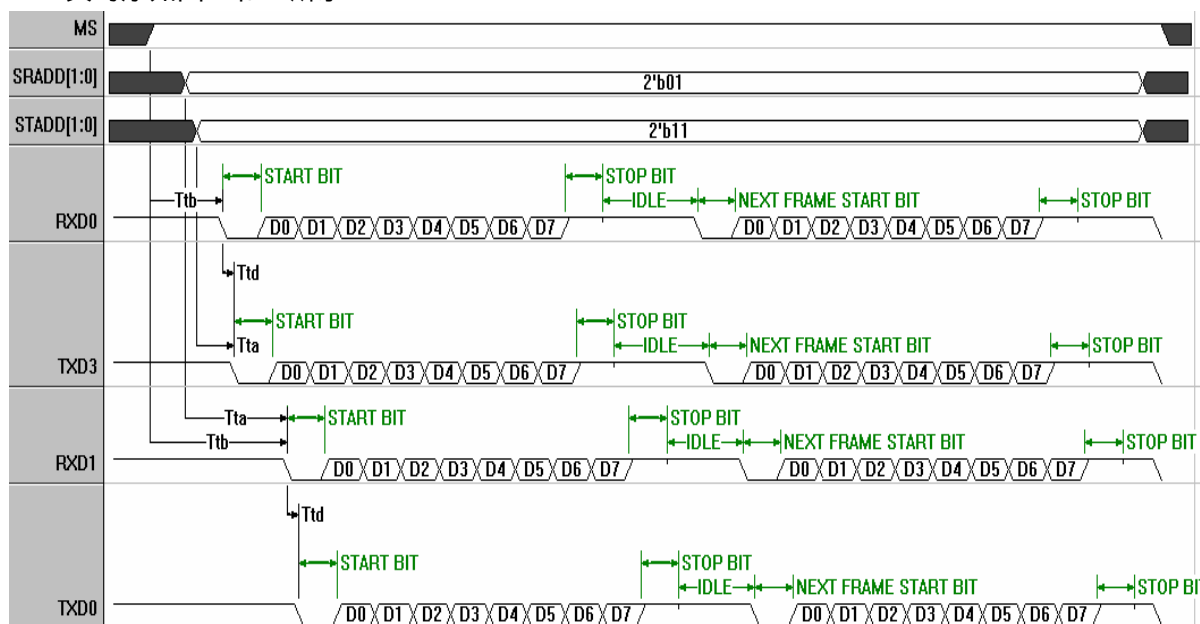 MS
SRADD[1:0] 2'b01
STADD[1:0] 2'b11
START BIT STOP BIT
Ttb IDLE NEXT FRAME START BIT STOP BIT
RXD0 D0 D1 D2 D3 D4 D5 D6 D7 D0 D1 D2 D3 D4 D5 D6 D7
Ttd
START BIT STOP BIT
Tta IDLE NEXT FRAME START BIT STOP BIT
TXD3 D0 D1 D2 D3 D4 D5 D6 D7 D0 D1 D2 D3 D4 D5 D6 D7
Tta START BIT STOP BIT
Ttb IDLE NEXT FRAME START BIT STOP BIT
RXD1 D0 D1 D2 D3 D4 D5 D6 D7 D0 D1 D2 D3 D4 D5 D6 D7
Ttd
START BIT STOP BIT
IDLE NEXT FRAME START BIT STOP BI
TXD0 D0 D1 D2 D3 D4 D5 D6 D7 D0 D1 D2 D3 D4 D5 D6 D7